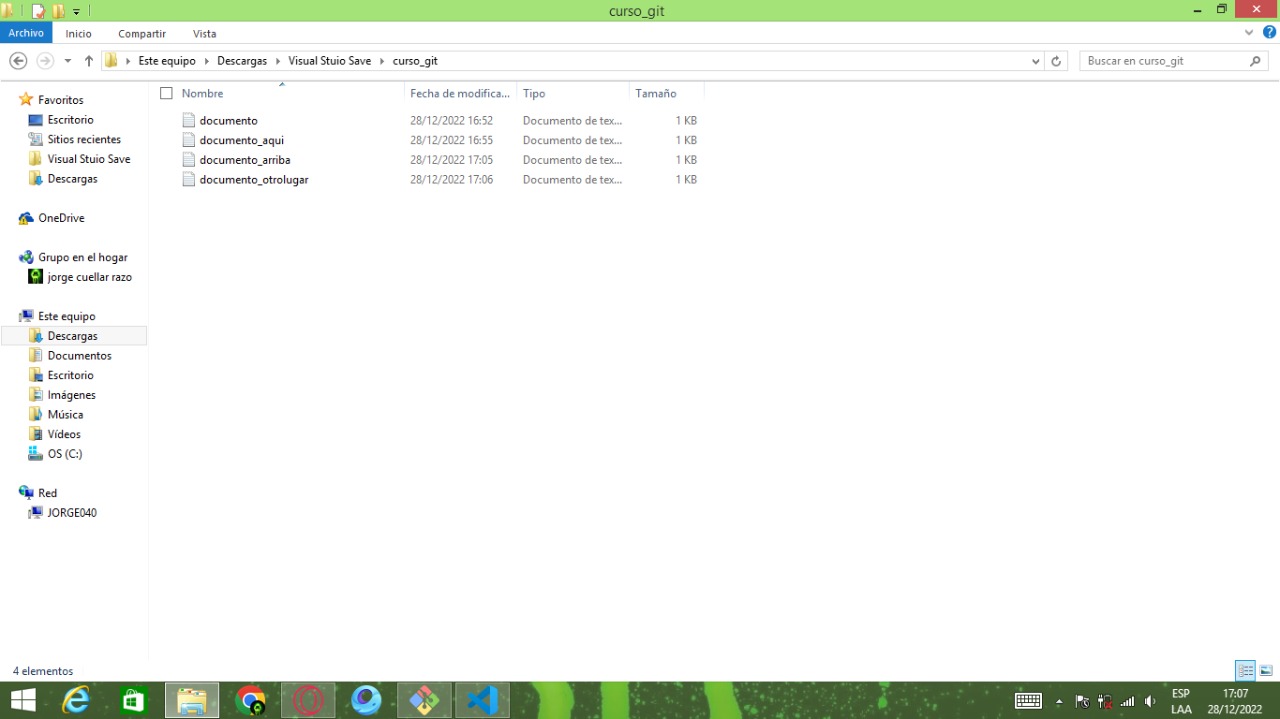 curso_git
Archivo Inicio Compartir Vista
Este equipo Descargas Visual Stuio Save curso_git Buscar en curso_git
Nombre Fecha de modifica... Tipo Tamaño
documento 28/12/2022 16:52 Documento de tex... 1 KB
documento_aqui 28/12/2022 16:55 Documento de tex... 1 KB
documento_arriba 28/12/2022 17:05 Documento de tex... 1 KB
documento_otrolugar 28/12/2022 17:06 Documento de tex... 1 KB
Favoritos
Escritorio
Sitios recientes
Visual Stuio Save
Descargas
OneDrive
Grupo en el hogar
jorge cuellar razo
Este equipo
Descargas
Documentos
Escritorio
Imágenes
Música
Vídeos
OS (C:)
Red
JORGE040
4 elementos
ESP 17:07
LAA 28/12/2022